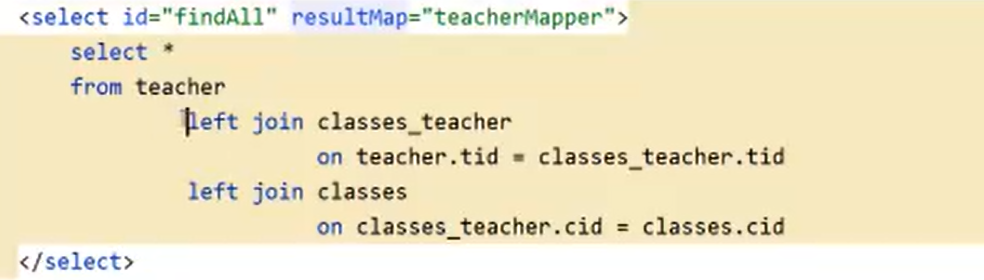 <select id="findAll" resultMap="teacherMapper">
select *
from teacher
left join classes_teacher
on teacher.tid = classes_teacher.tid
left join classes
on classes_teacher.cid = classes.cid
</select>